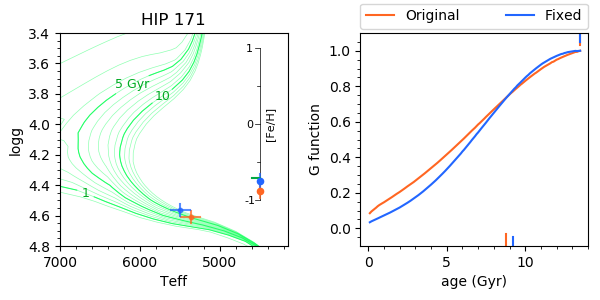 HIP 171
Original Fixed
3.4
3.6
3.8
4.0
4.2
4.4
4.6
4.8
logg
7000 6000 5000
Teff
5 Gyr
10
1
1
0
-1
[Fe/H]
1.0
0.8
0.6
0.4
0.2
0.0
G function
0 5 10
age (Gyr)